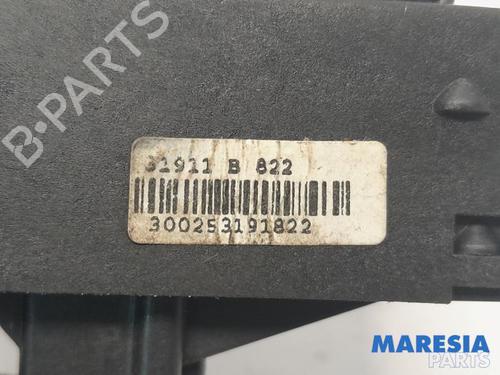 B-PARTS
31911 B 822
300253191822
MARESIA
PARTS